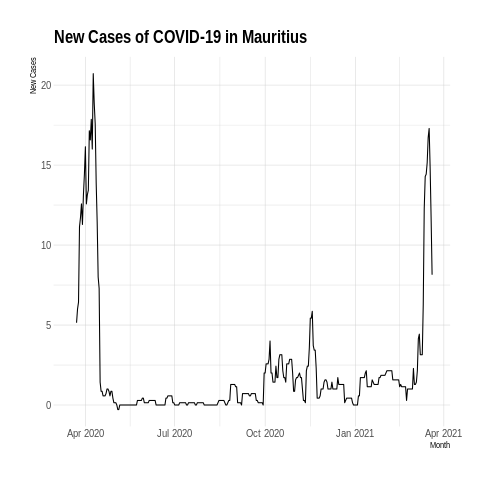 New Cases of COVID-19 in Mauritius
New Cases
20
15
10
5
0
Apr 2020
Jul 2020
Oct 2020
Jan 2021
Apr 2021
Month